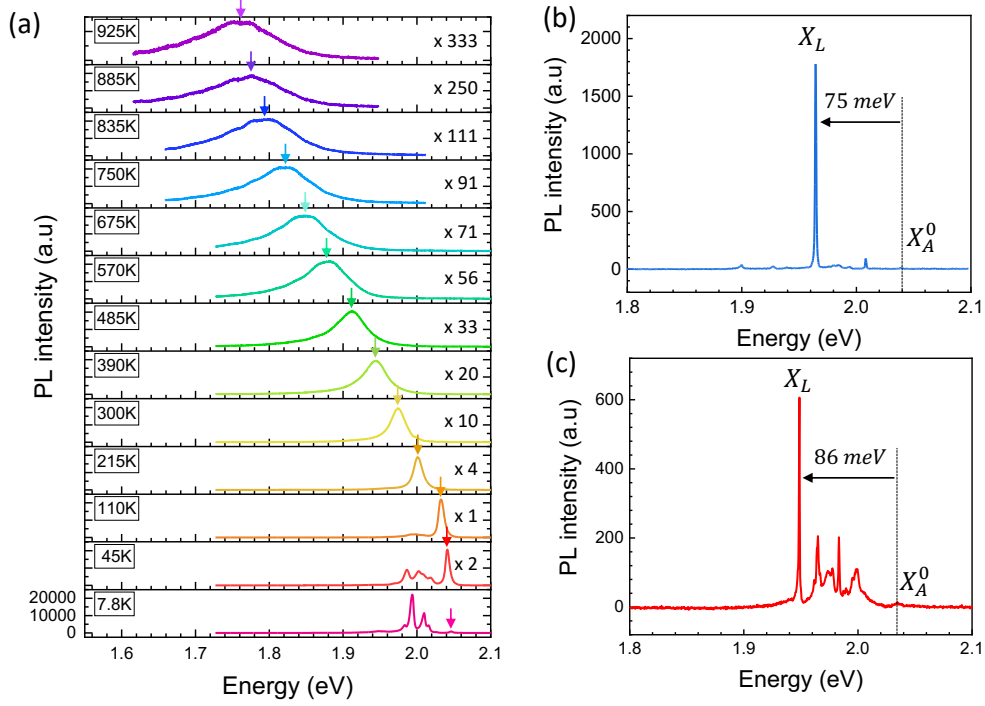 (a)
PL intensity (a.u)
925K
x 333
885K
x 250
835K
x 111
750K
x 91
675K
x 71
570K
x 56
485K
x 33
390K
x 20
300K
x 10
215K
x 4
110K
x 1
45K
x 2
20000
10000
0
7.8K
1.6 1.7 1.8 1.9 2.0 2.1
Energy (eV)
(b)
PL intensity (a.u)
2000
1500
1000
500
0
X_L
75 meV
X_A^0
1.8 1.9 2.0 2.1
Energy (eV)
(c)
PL intensity (a.u)
600
400
200
0
X_L
86 meV
X_A^0
1.8 1.9 2.0 2.1
Energy (eV)